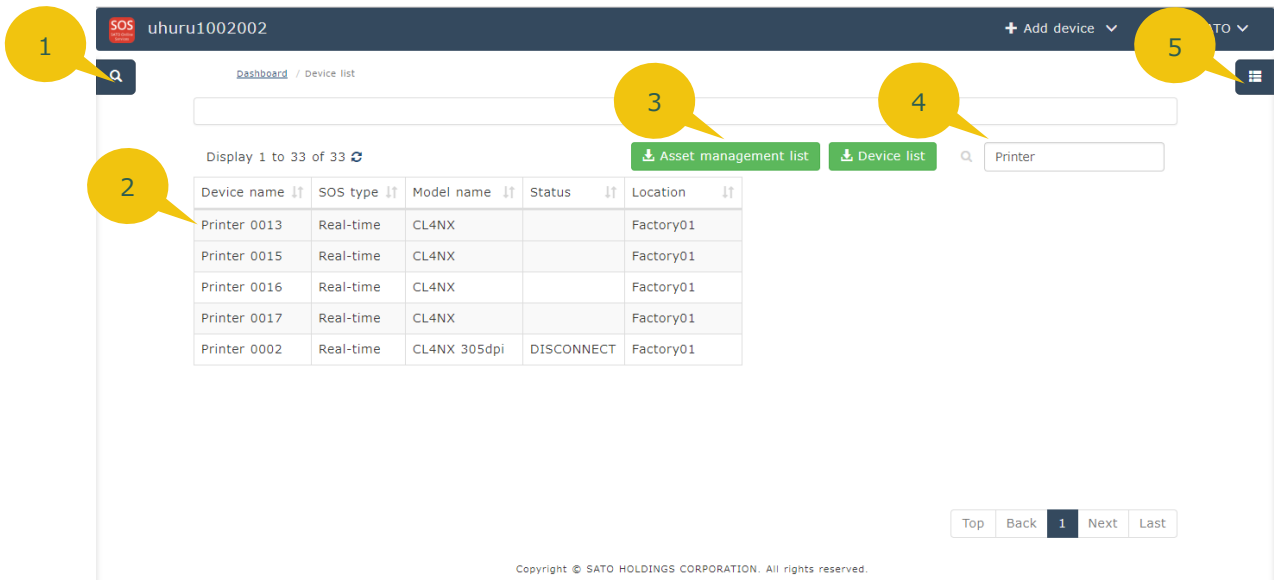 SOS uhuru1002002 Add device TO
SATO Online Services
1
5
Dashboard / Device list
3
4
Display 1 to 33 of 33 Asset management list Device list Printer
2
Device name SOS type Model name Status Location
Printer 0013 Real-time CL4NX Factory01
Printer 0015 Real-time CL4NX Factory01
Printer 0016 Real-time CL4NX Factory01
Printer 0017 Real-time CL4NX Factory01
Printer 0002 Real-time CL4NX 305dpi DISCONNECT Factory01
Top Back 1 Next Last
Copyright © SATO HOLDINGS CORPORATION. All rights reserved.